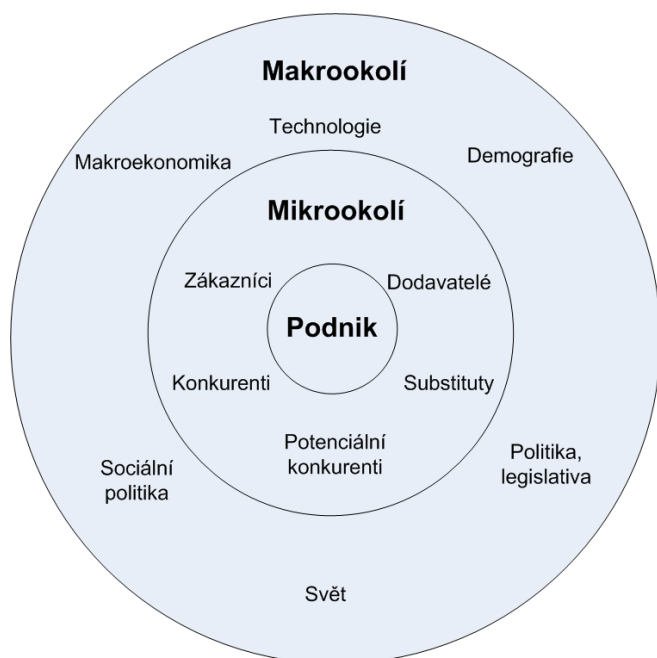 Makrookolí
Technologie
Makroekonomika
Demografie
Mikrookolí
Zákazníci
Dodavatelé
Podnik
Konkurenti
Substituty
Potenciální
konkurenti
Sociální
politika
Politika,
legislativa
Svět